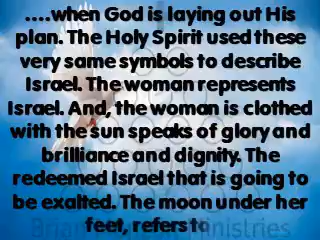 ....when God is laying out His
plan. The Holy Spirit used these
very same symbols to describe
Israel. The woman represents
Israel. And, the woman is clothed
with the sun speaks of glory and
brilliance and dignity. The
redeemed Israel that is going to
be exalted. The moon under her
feet, refers to
Brian Ministries